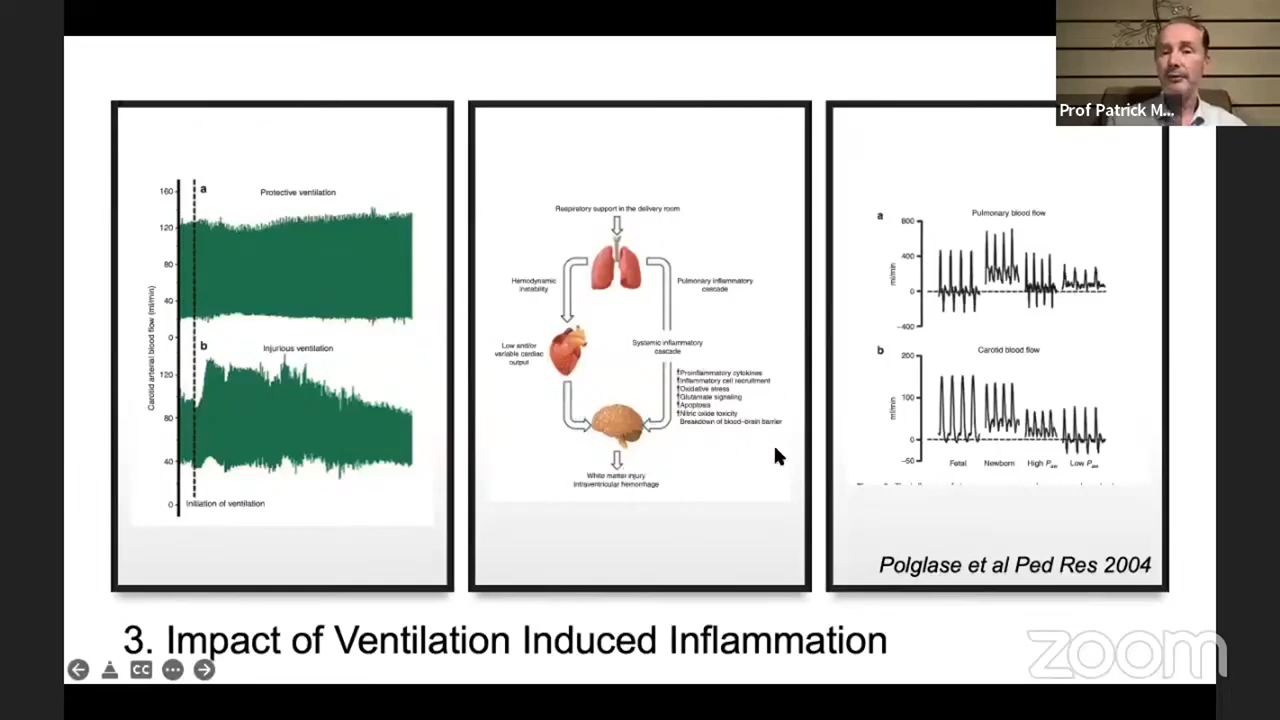 Prof Patrick M...
160
a
Protective ventilation
120
80
40
0
Carotid arterial blood flow (ml/min)
b
Injurious ventilation
120
80
40
0
Initiation of ventilation
Respiratory support in the delivery room
Hemodynamic
instability
Pulmonary inflammatory
cascade
Low and/or
variable cardiac
output
Systemic inflammatory
cascade
Proinflammatory cytokines
Inflammatory cell recruitment
Oxidative stress
Glutamate signaling
Apoptosis
Nitric oxide toxicity
Breakdown of blood–brain barrier
White matter injury
Intraventricular hemorrhage
a
Pulmonary blood flow
800
400
0
–400
ml/min
b
Carotid blood flow
200
100
0
–50
ml/min
Fetal Newborn High Paw Low Paw
Polglase et al Ped Res 2004
3. Impact of Ventilation Induced Inflammation
CC
zoom